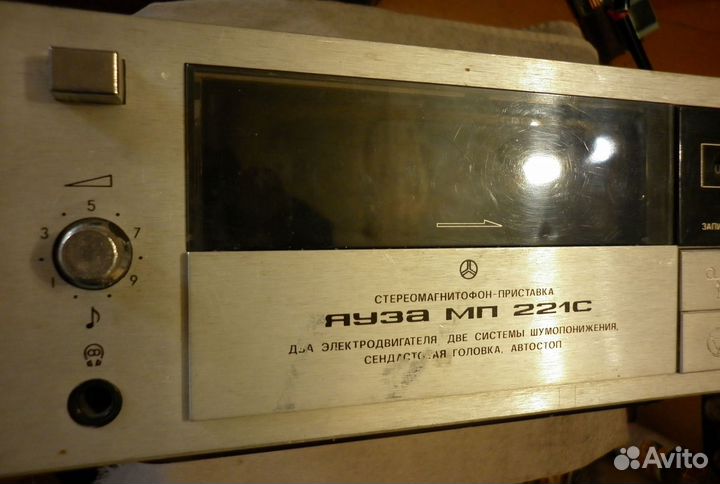 5
3 7
1 9
ЗАПИ
СТЕРЕОМАГНИТОФОН-ПРИСТАВКА
ЯУЗА МП 221С
ДВА ЭЛЕКТРОДВИГАТЕЛЯ, ДВЕ СИСТЕМЫ ШУМОПОНИЖЕНИЯ,
СЕНДАСТОВАЯ ГОЛОВКА, АВТОСТОП
Avito